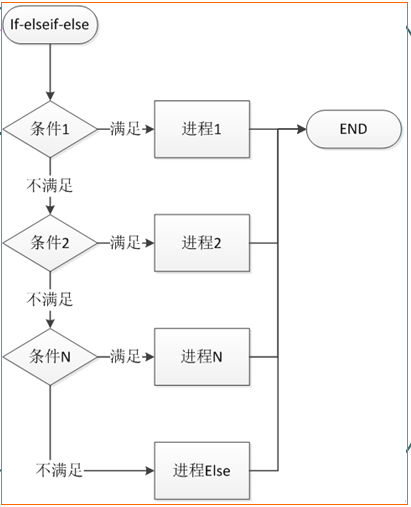 If-elseif-else
条件1
满足
进程1
END
不满足
条件2
满足
进程2
不满足
条件N
满足
进程N
不满足
进程Else